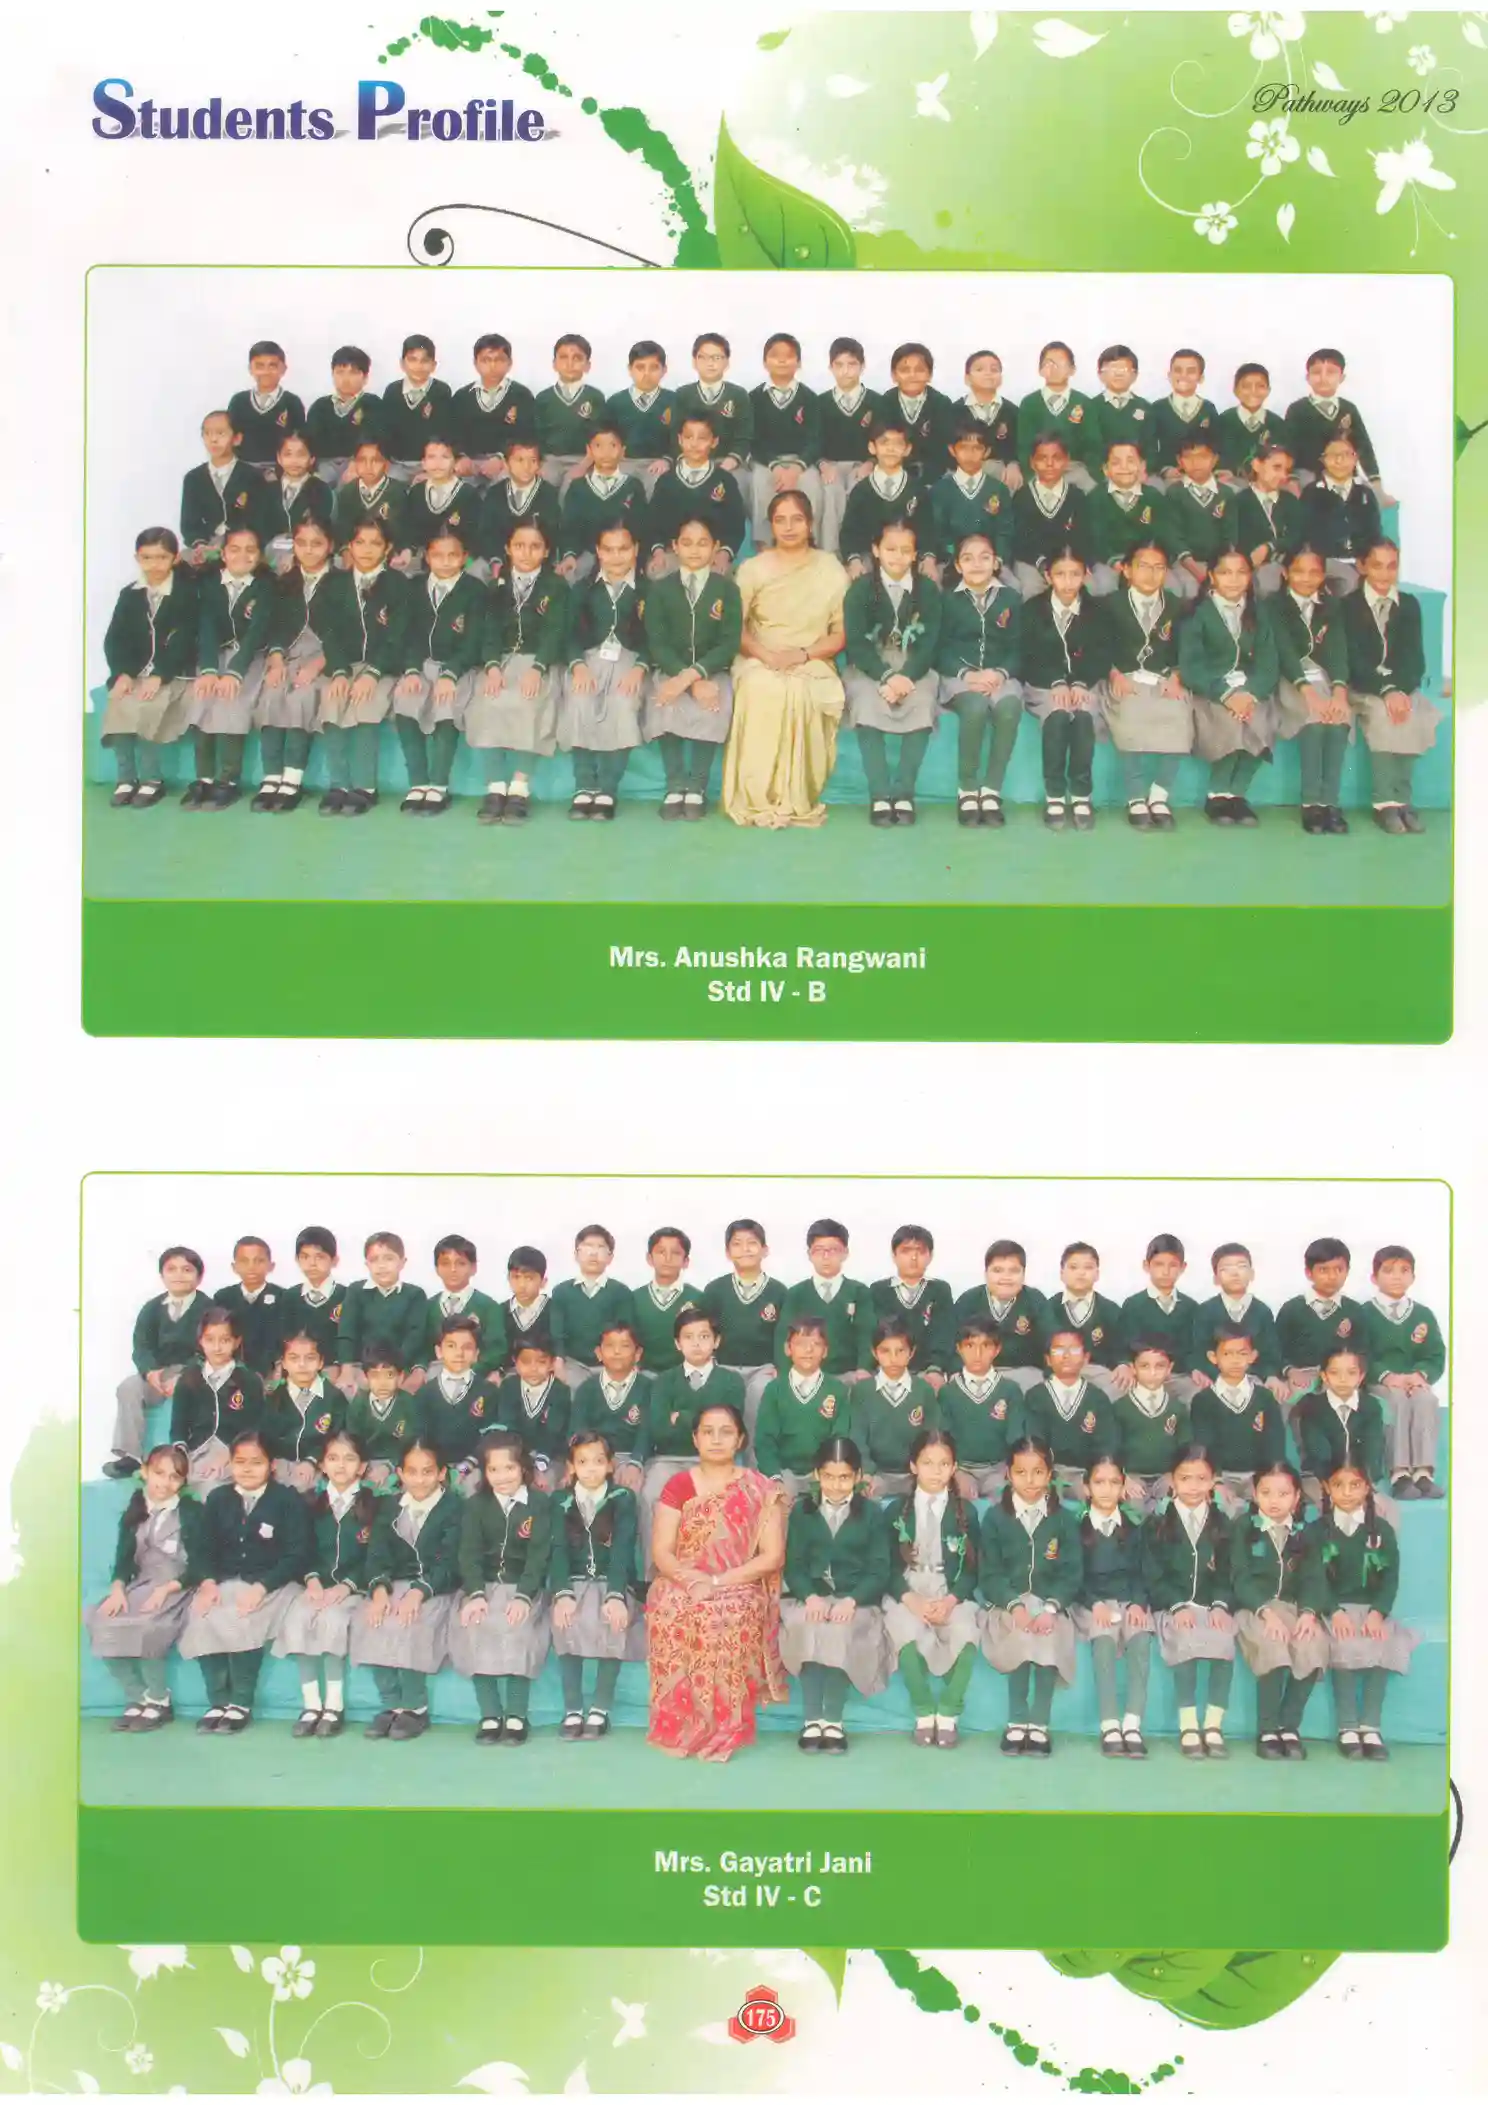 Students Profile
Pathways 2013
Mrs. Anushka Rangwani
Std IV - B
Mrs. Gayatri Jani
Std IV - C
175